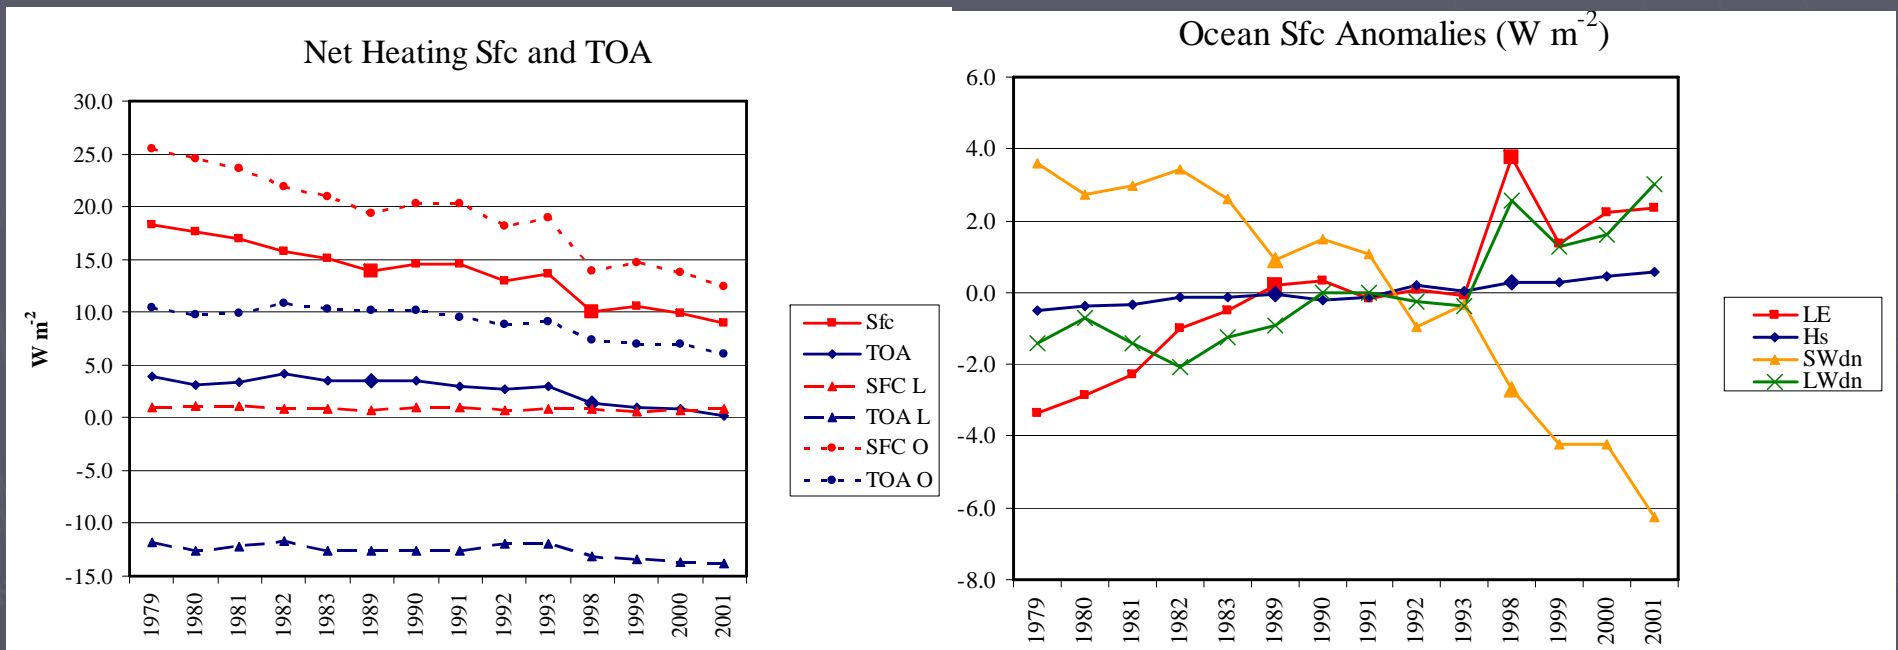 Net Heating Sfc and TOA
W m-2
30.0
25.0
20.0
15.0
10.0
5.0
0.0
-5.0
-10.0
-15.0
1979 1980 1981 1982 1983 1989 1990 1991 1992 1993 1998 1999 2000 2001
Sfc
TOA
SFC L
TOA L
SFC O
TOA O
Ocean Sfc Anomalies (W m-2)
6.0
4.0
2.0
0.0
-2.0
-4.0
-6.0
-8.0
1979 1980 1981 1982 1983 1989 1990 1991 1992 1993 1998 1999 2000 2001
LE
Hs
SWdn
LWdn